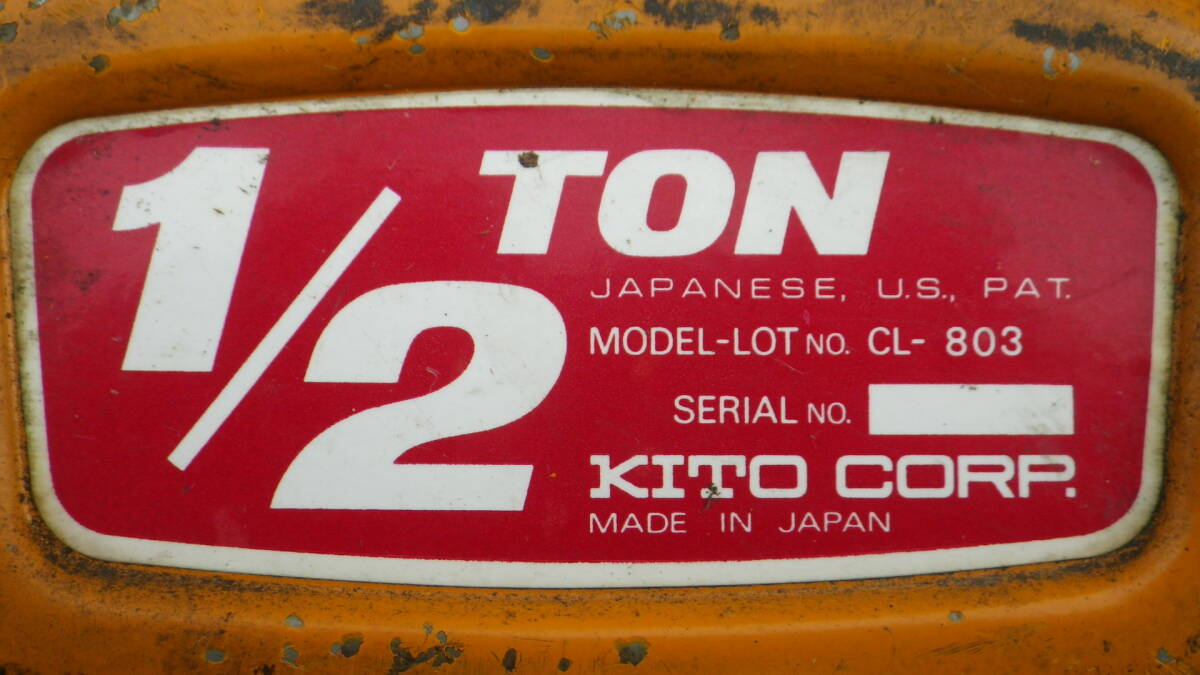 1/2 TON
JAPANESE, U.S., PAT.
MODEL-LOT NO. CL- 803
SERIAL NO.
KITO CORP.
MADE IN JAPAN